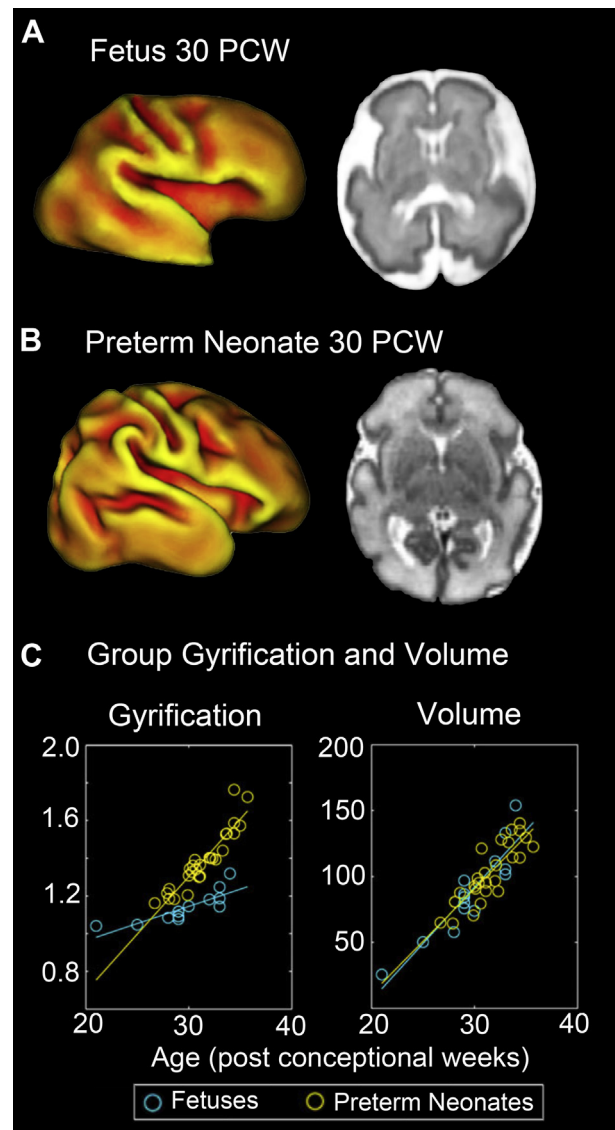 A
Fetus 30 PCW
B
Preterm Neonate 30 PCW
C Group Gyrification and Volume
Gyrification
Volume
2.0
1.6
1.2
0.8
20 30 40
200
150
100
50
20 30 40
Age (post conceptional weeks)
Fetuses Preterm Neonates